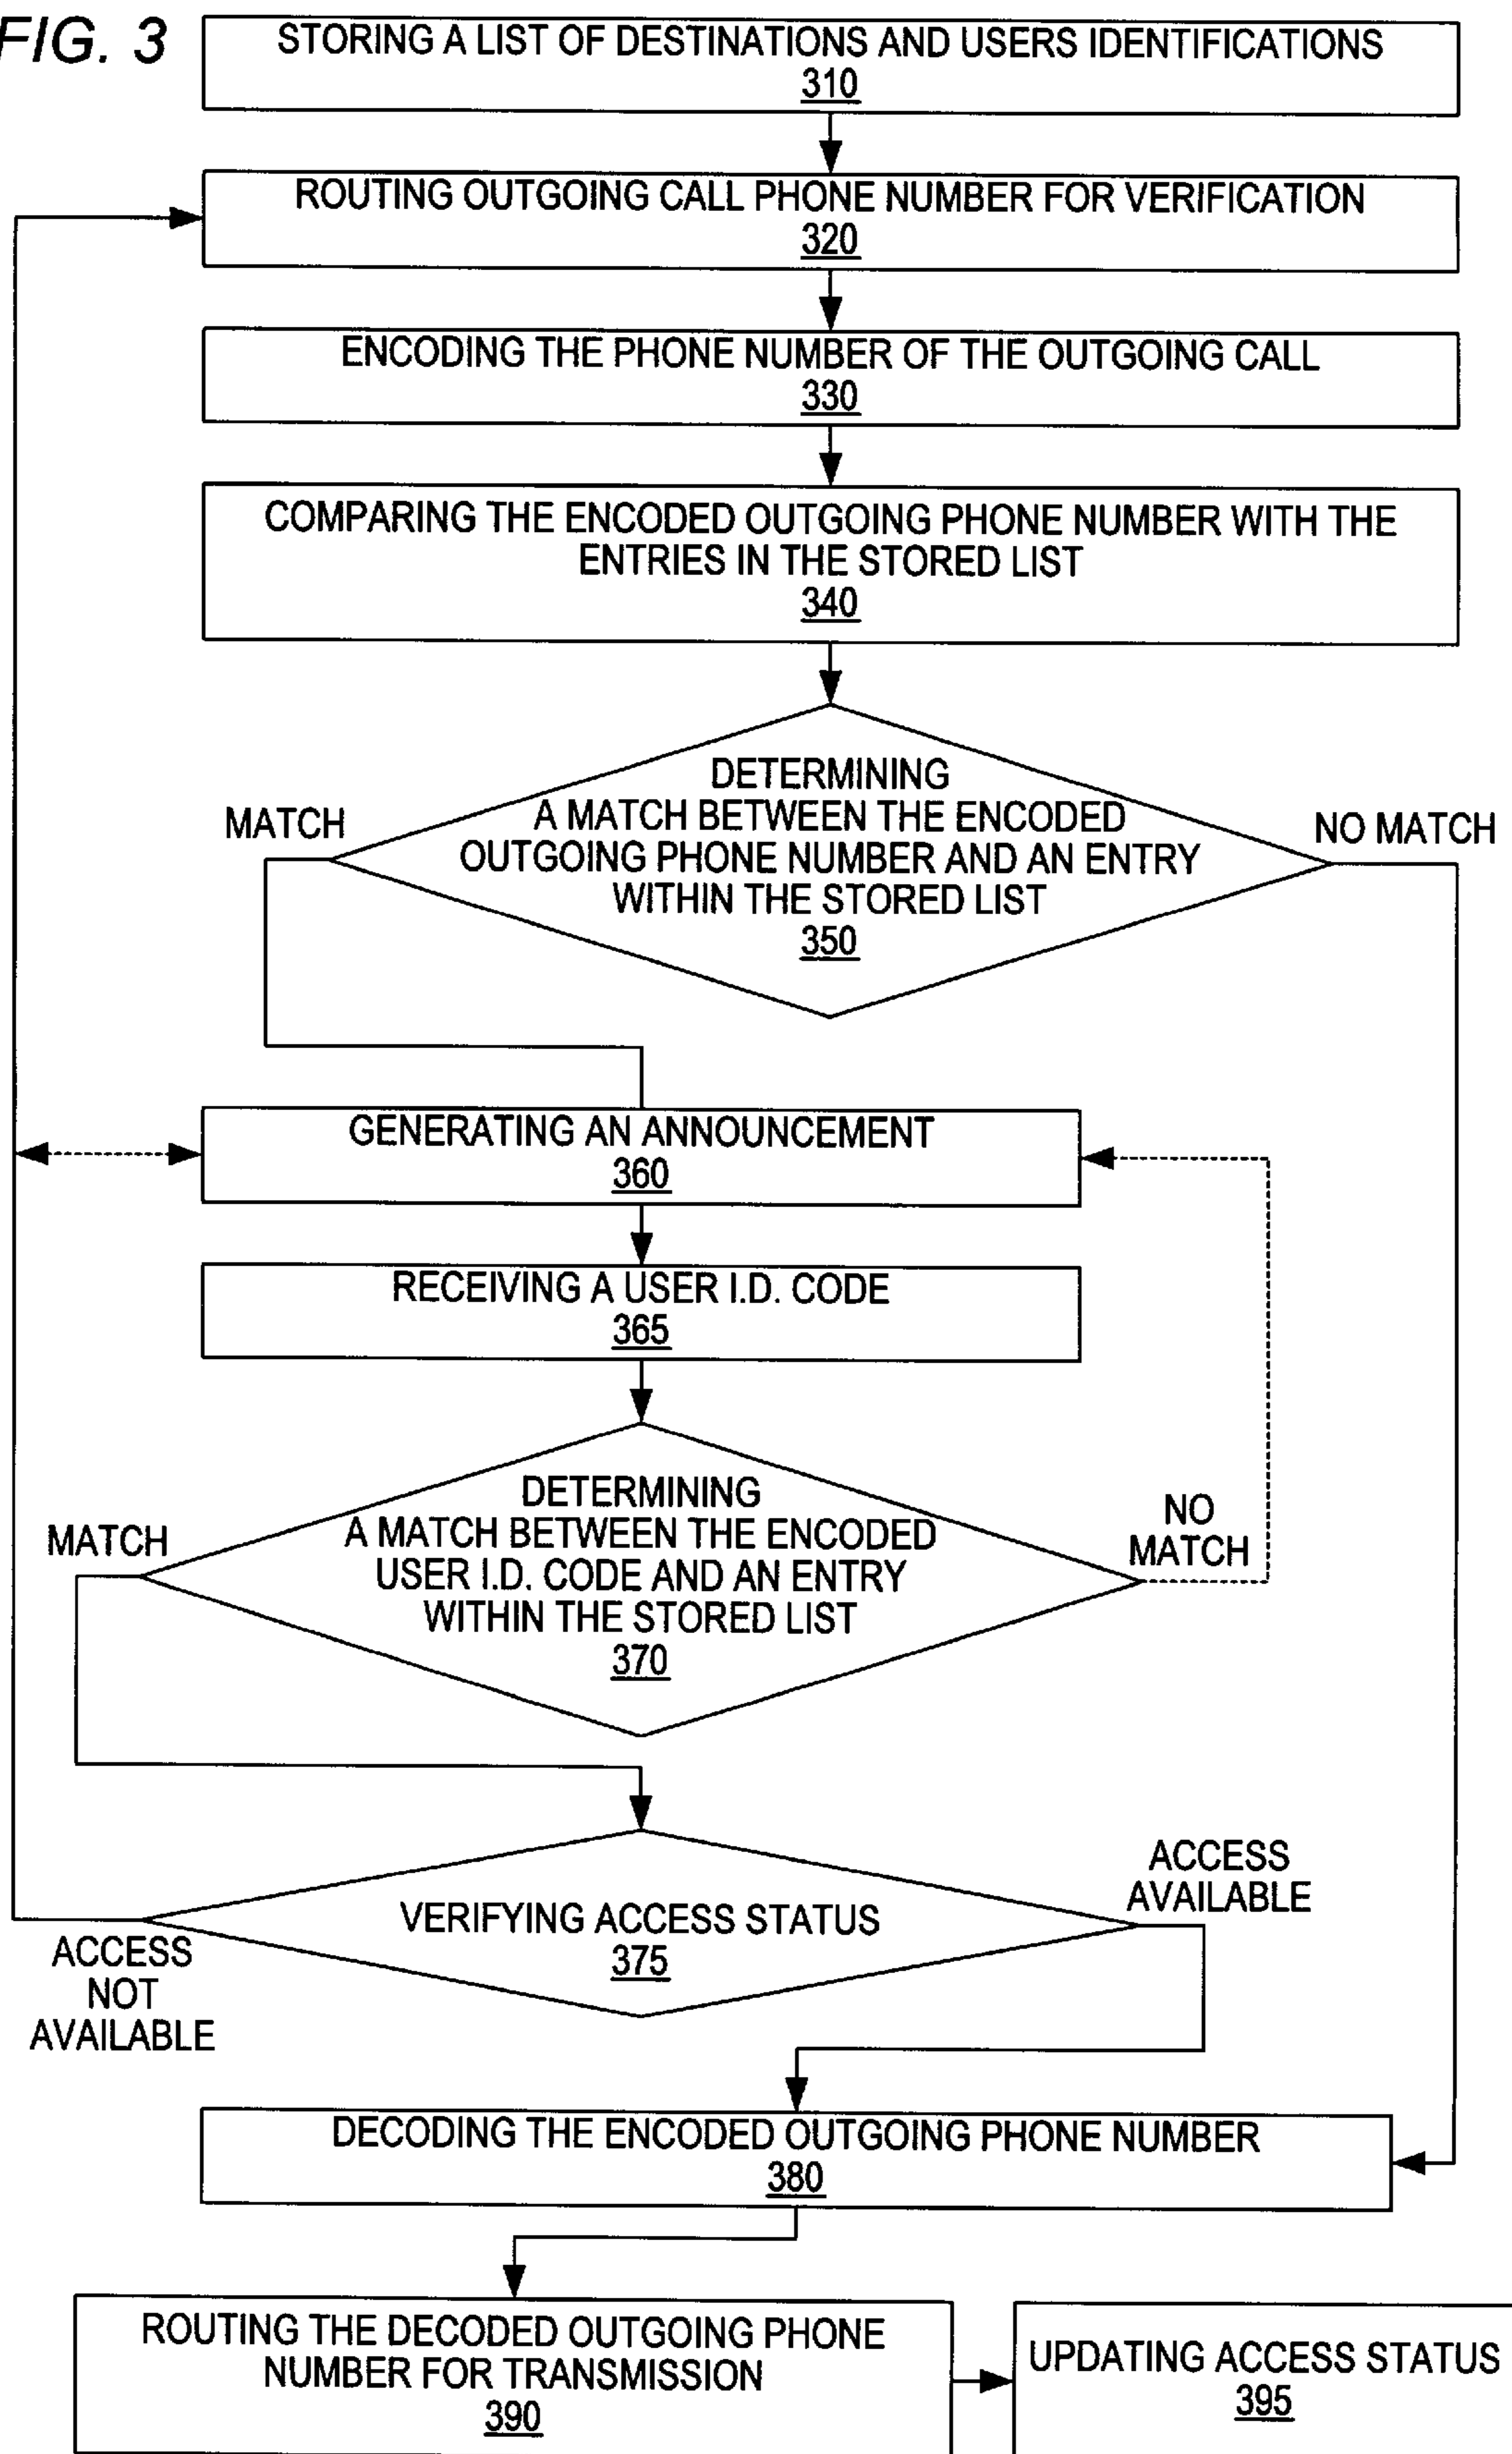 FIG. 3
STORING A LIST OF DESTINATIONS AND USERS IDENTIFICATIONS
310
ROUTING OUTGOING CALL PHONE NUMBER FOR VERIFICATION
320
ENCODING THE PHONE NUMBER OF THE OUTGOING CALL
330
COMPARING THE ENCODED OUTGOING PHONE NUMBER WITH THE
ENTRIES IN THE STORED LIST
340
DETERMINING
A MATCH BETWEEN THE ENCODED
OUTGOING PHONE NUMBER AND AN ENTRY
WITHIN THE STORED LIST
350
MATCH
NO MATCH
GENERATING AN ANNOUNCEMENT
360
RECEIVING A USER I.D. CODE
365
DETERMINING
A MATCH BETWEEN THE ENCODED
USER I.D. CODE AND AN ENTRY
WITHIN THE STORED LIST
370
MATCH
NO
MATCH
VERIFYING ACCESS STATUS
375
ACCESS
AVAILABLE
ACCESS
NOT
AVAILABLE
DECODING THE ENCODED OUTGOING PHONE NUMBER
380
ROUTING THE DECODED OUTGOING PHONE
NUMBER FOR TRANSMISSION
390
UPDATING ACCESS STATUS
395